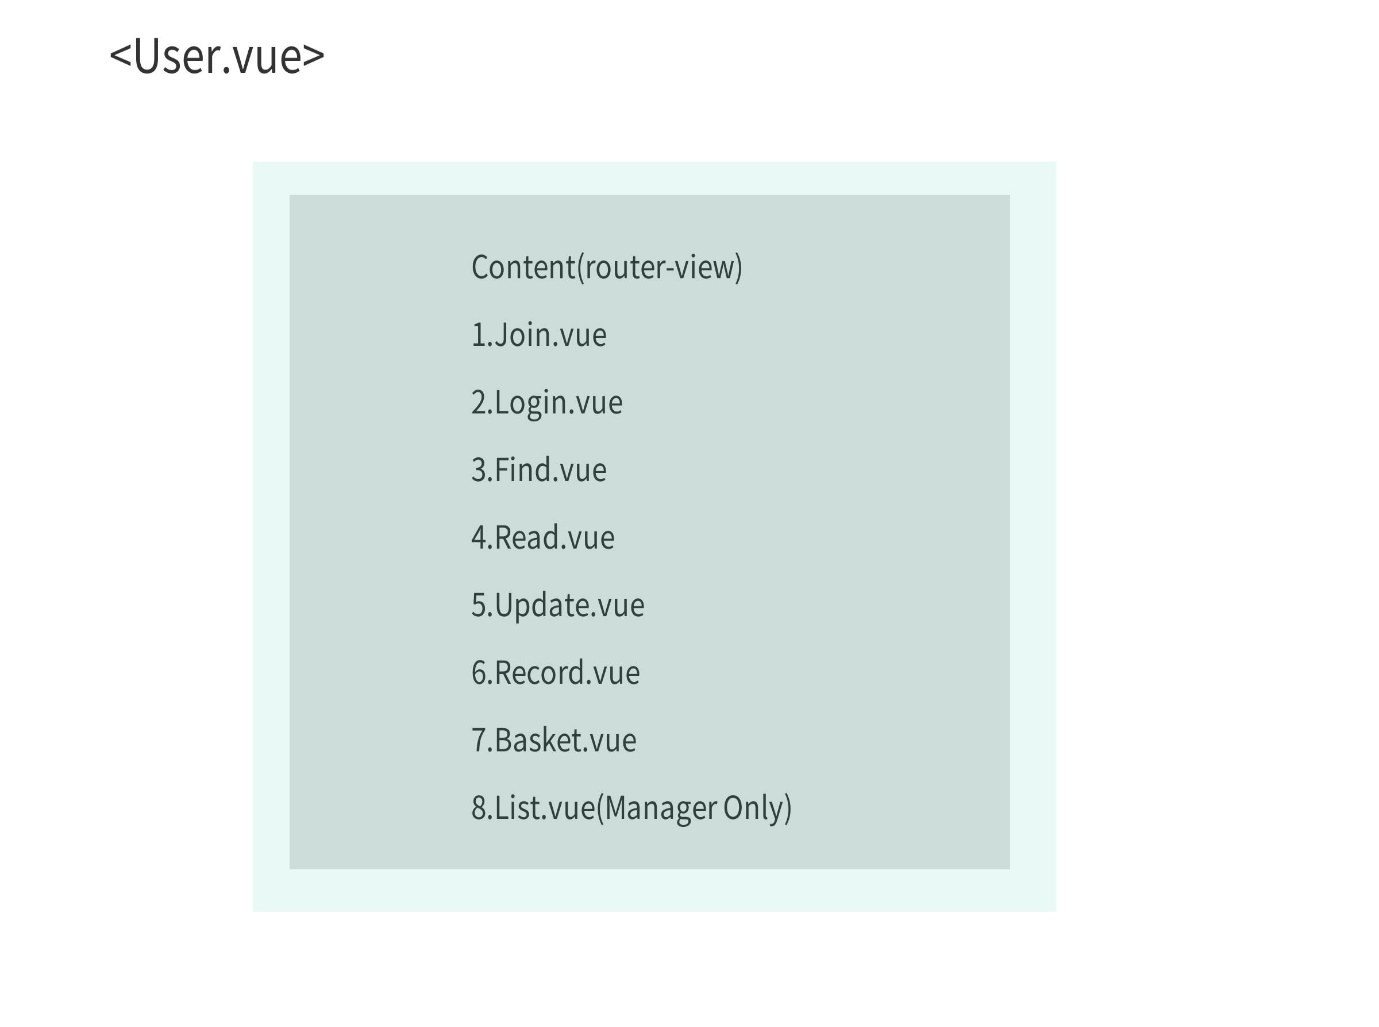 <User.vue>
Content(router-view)
1.Join.vue
2.Login.vue
3.Find.vue
4.Read.vue
5.Update.vue
6.Record.vue
7.Basket.vue
8.List.vue(Manager Only)